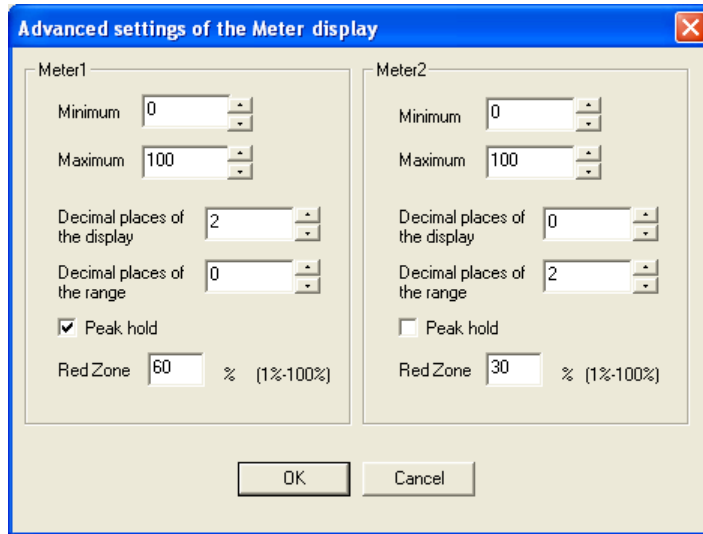 Advanced settings of the Meter display
Meter1
Minimum 0
Maximum 100
Decimal places of
the display
2
Decimal places of
the range
0
Peak hold
Red Zone 60 % (1%-100%)
Meter2
Minimum 0
Maximum 100
Decimal places of
the display
0
Decimal places of
the range
2
Peak hold
Red Zone 30 % (1%-100%)
OK
Cancel